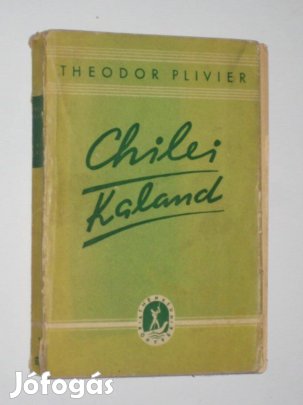 THEODOR PLIVIER
Chilei
Kaland
Jófogás